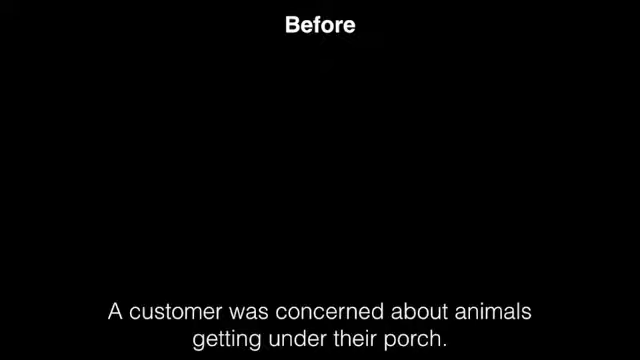 Before
A customer was concerned about animals
getting under their porch.